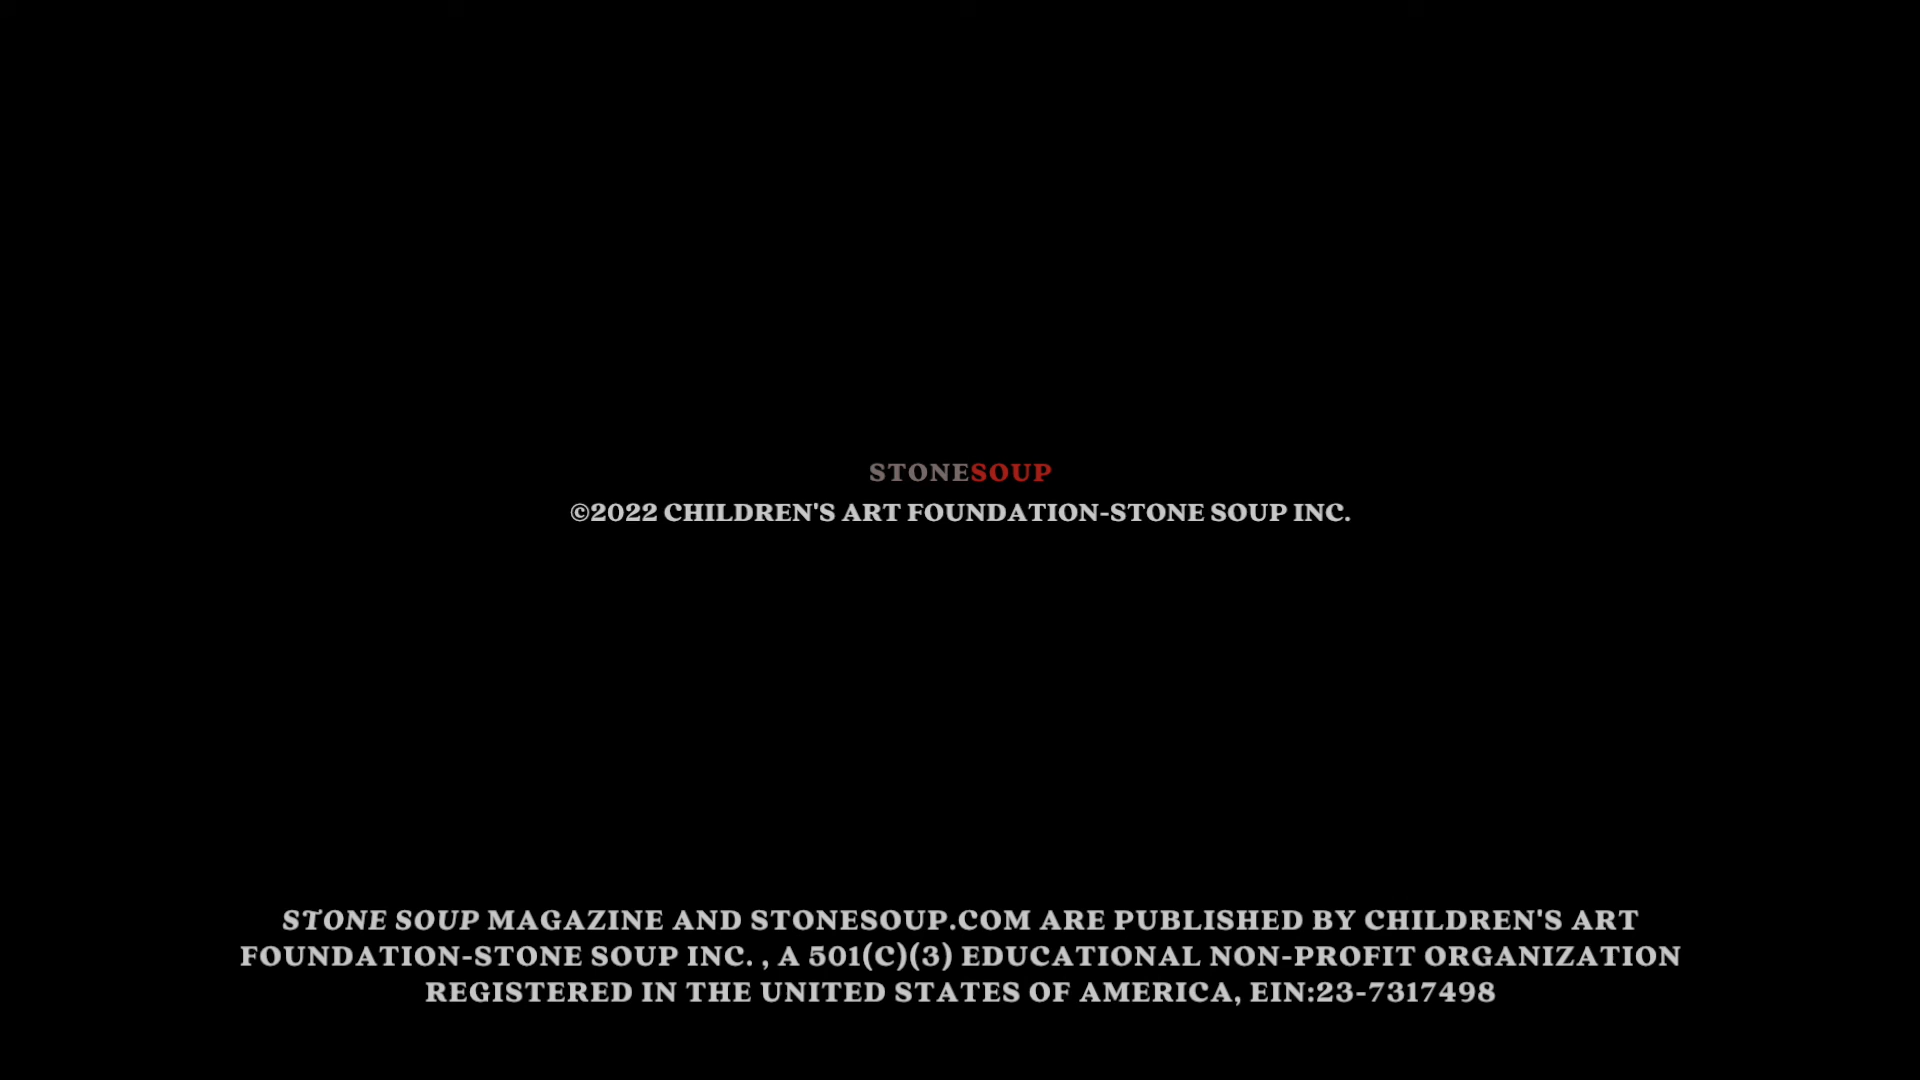 STONESOUP
©2022 CHILDREN'S ART FOUNDATION-STONE SOUP INC.
STONE SOUP MAGAZINE AND STONESOUP.COM ARE PUBLISHED BY CHILDREN'S ART
FOUNDATION-STONE SOUP INC. , A 501(C)(3) EDUCATIONAL NON-PROFIT ORGANIZATION
REGISTERED IN THE UNITED STATES OF AMERICA, EIN:23-7317498